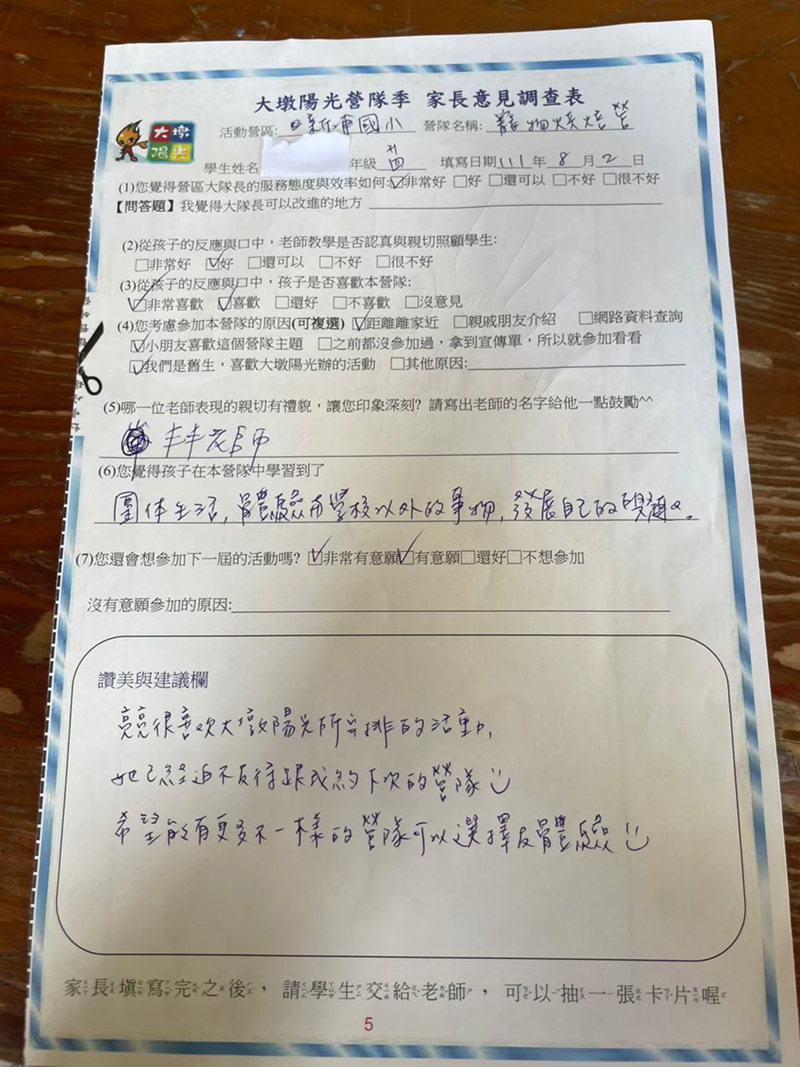 大墩陽光營隊季 家長意見調查表
大墩
陽光
活動營區: 國小 營隊名稱: 物烘焙營
學生姓名 年級 升四 填寫日期 111 年 8 月 2 日
(1)您覺得營區大隊長的服務態度與效率如何:☑非常好 □好 □還可以 □不好 □很不好
【問答題】我覺得大隊長可以改進的地方
(2)從孩子的反應與口中，老師教學是否認真與親切照顧學生:
□非常好 ☑好 □還可以 □不好 □很不好
(3)從孩子的反應與口中，孩子是否喜歡本營隊:
☑非常喜歡 ☑喜歡 □還好 □不喜歡 □沒意見
(4)您考慮參加本營隊的原因(可複選) ☑距離離家近 □親戚朋友介紹 □網路資料查詢
☑小朋友喜歡這個營隊主題 □之前都沒參加過，拿到宣傳單，所以就參加看看
☑我們是舊生，喜歡大墩陽光辦的活動 □其他原因:
(5)哪一位老師表現的親切有禮貌，讓您印象深刻? 請寫出老師的名字給他一點鼓勵^^
丰丰老師
(6)您覺得孩子在本營隊中學習到了
團体生活, 體驗 學校以外的事物, 發展自己的 題。
(7)您還會想參加下一屆的活動嗎? ☑非常有意願☑有意願□還好□不想參加
沒有意願參加的原因:
讚美與建議欄
亮亮很喜欢大墩陽光所安排的活動,
她已經迫不及待跟我約下次的營隊
希望能有更多不一樣的營隊可以選擇及體驗
家長填寫完之後，請學生交給老師，可以抽一張卡片喔
5